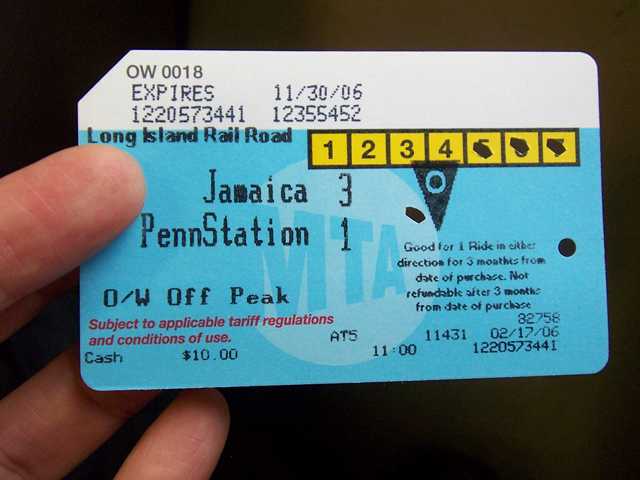 OW 0018
EXPIRES 11/30/06
1220573441 12355452
Long Island Rail Road
1 2 3 4
Jamaica 3
O
PennStation 1
MTA
Good for 1 Ride in either
direction for 3 months from
date of purchase. Not
refundable after 3 months
from date of purchase
O/W Off Peak
Subject to applicable tariff regulations
and conditions of use.
82758
AT5 11431 02/17/06
Cash $10.00 11:00 1220573441